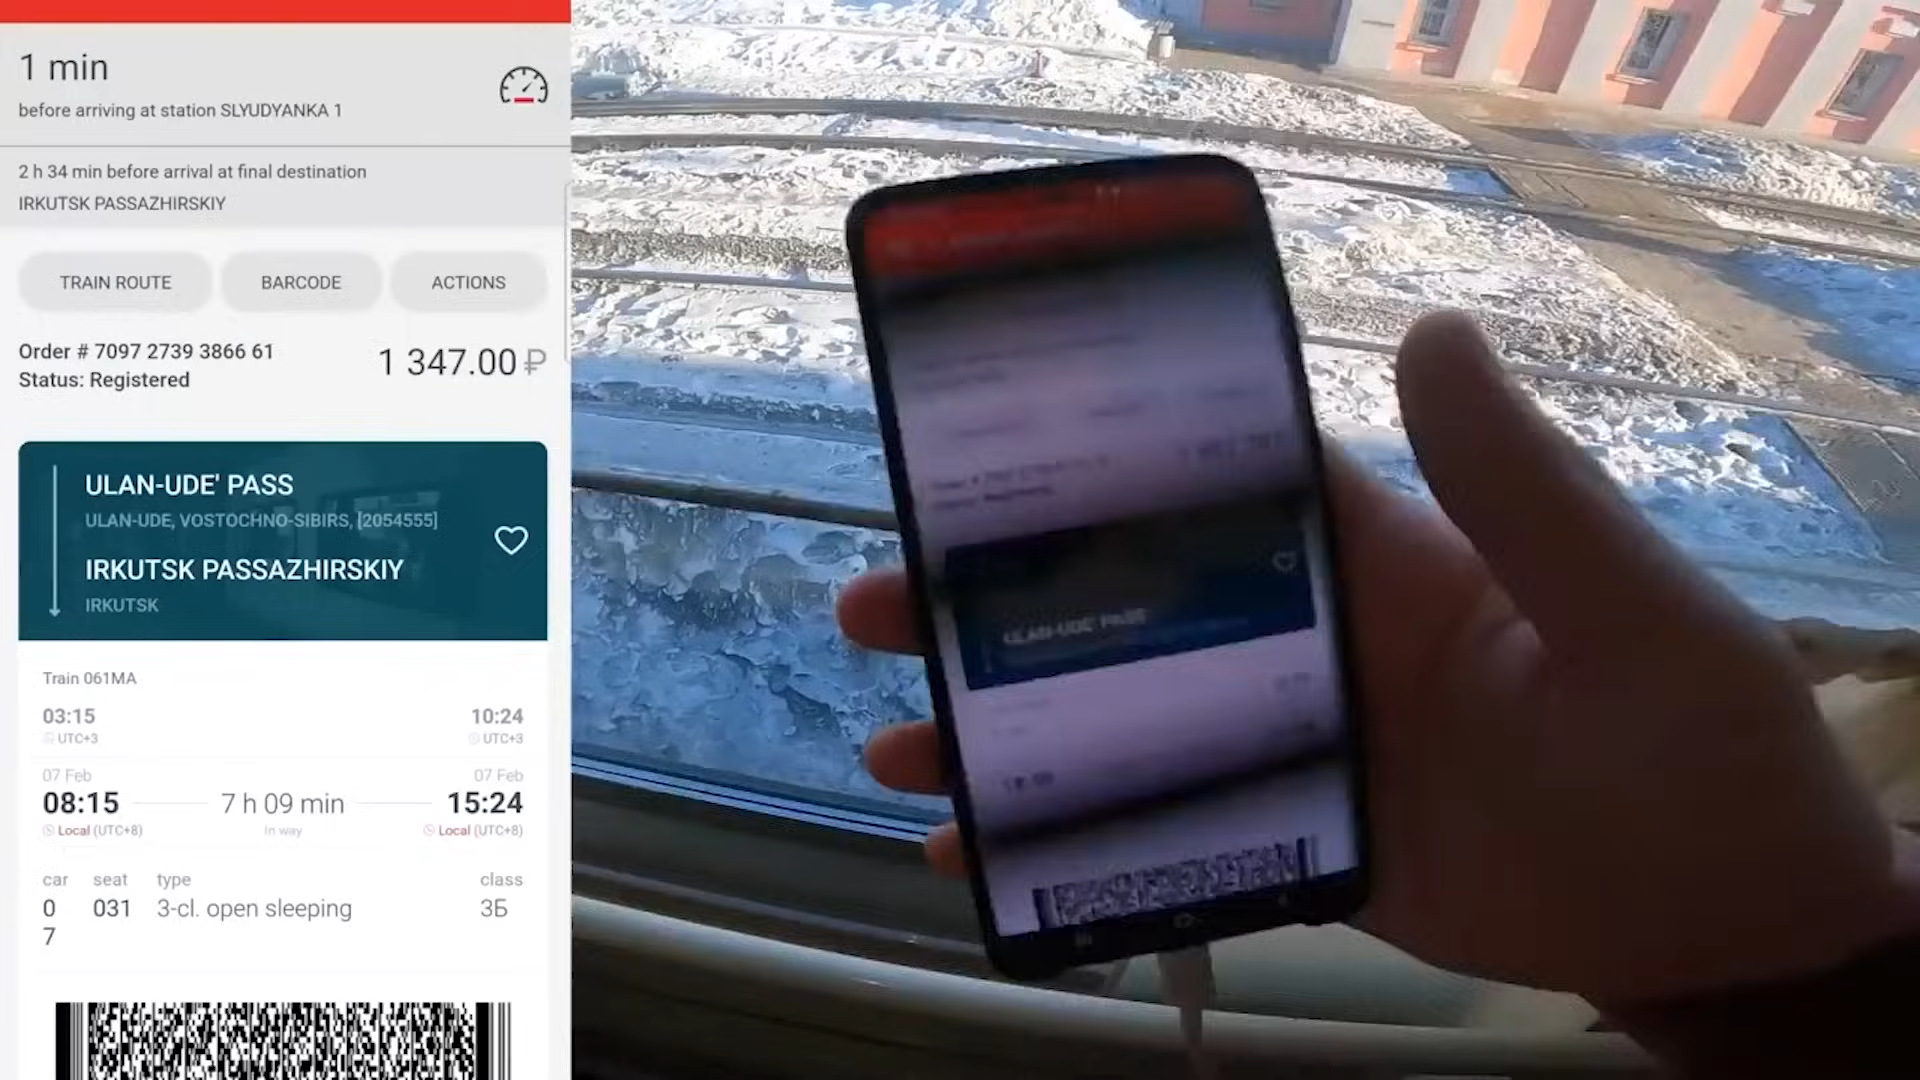 1 min
before arriving at station SLYUDYANKA 1
2 h 34 min before arrival at final destination
IRKUTSK PASSAZHIRSKIY
TRAIN ROUTE BARCODE ACTIONS
Order # 7097 2739 3866 61
1 347.00 ₽
Status: Registered
ULAN-UDE' PASS
ULAN-UDE, VOSTOCHNO-SIBIRS, [2054555]
IRKUTSK PASSAZHIRSKIY
IRKUTSK
Train 061MA
03:15 10:24
UTC+3 UTC+3
07 Feb 07 Feb
08:15 7 h 09 min 15:24
Local (UTC+8) In way Local (UTC+8)
car seat type class
0 031 3-cl. open sleeping 3Б
7
ULAN-UDE' PASS